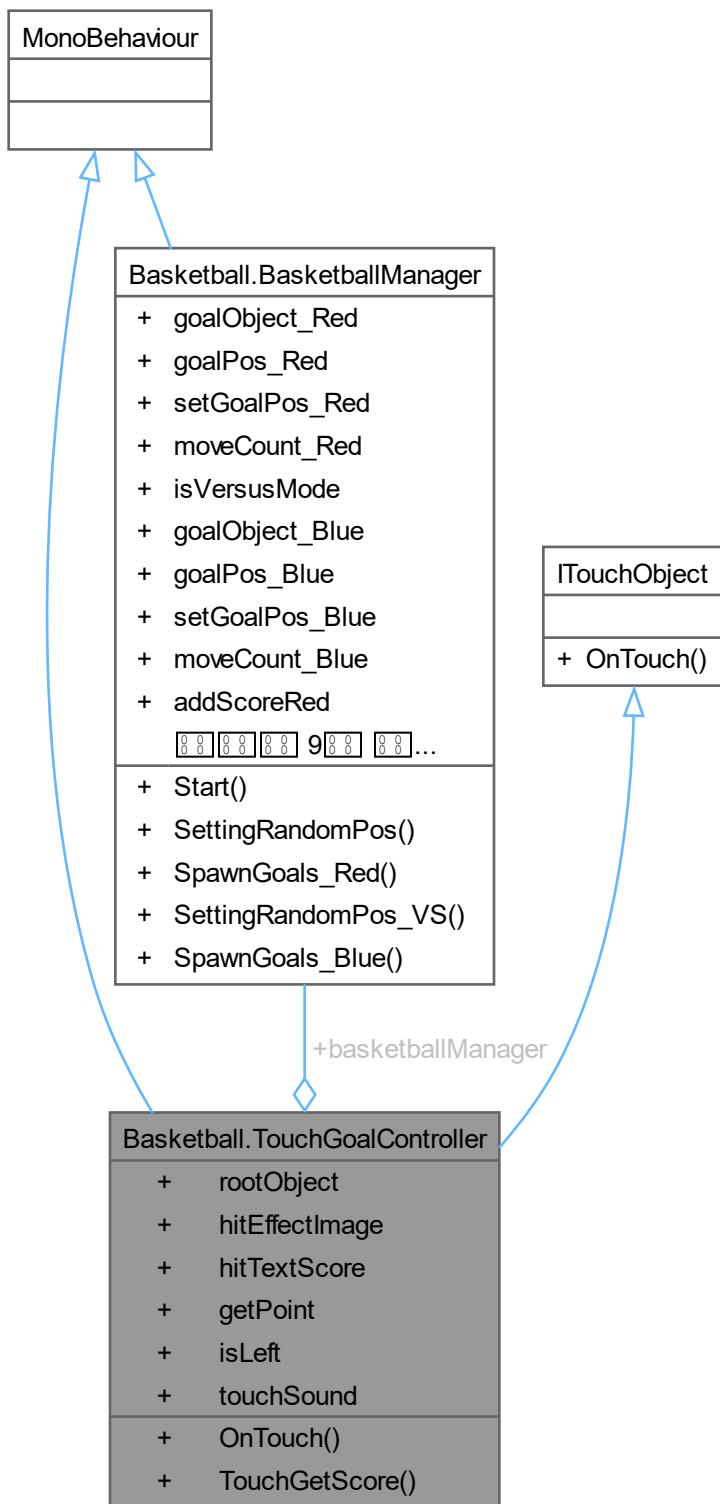 MonoBehaviour
Basketball.BasketballManager
+ goalObject_Red
+ goalPos_Red
+ setGoalPos_Red
+ moveCount_Red
+ isVersusMode
+ goalObject_Blue
+ goalPos_Blue
+ setGoalPos_Blue
+ moveCount_Blue
+ addScoreRed
9 ...
+ Start()
+ SettingRandomPos()
+ SpawnGoals_Red()
+ SettingRandomPos_VS()
+ SpawnGoals_Blue()
ITouchObject
+ OnTouch()
+basketballManager
Basketball.TouchGoalController
+ rootObject
+ hitEffectImage
+ hitTextScore
+ getPoint
+ isLeft
+ touchSound
+ OnTouch()
+ TouchGetScore()